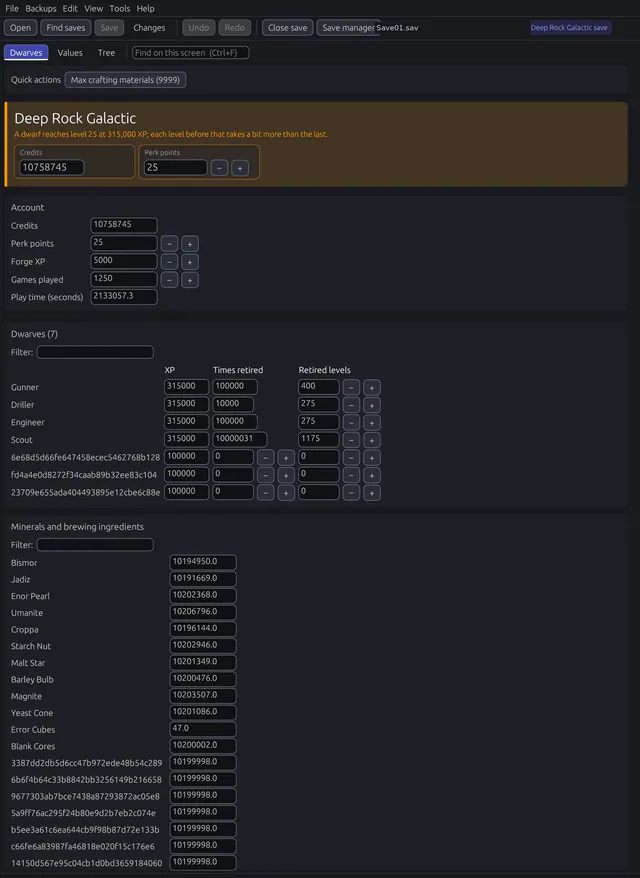 File Backups Edit View Tools Help
Open Find saves Save Changes Undo Redo Close save Save manager Save01.sav Deep Rock Galactic save
Dwarves Values Tree Find on this screen (Ctrl+F)
Quick actions Max crafting materials (9999)
Deep Rock Galactic
A dwarf reaches level 25 at 315,000 XP; each level before that takes a bit more than the last.
Credits Perk points
10758745 25 − +
Account
Credits 10758745
Perk points 25 − +
Forge XP 5000 − +
Games played 1250 − +
Play time (seconds) 2133057.3
Dwarves (7)
Filter:
XP Times retired Retired levels
Gunner 315000 100000 400 − +
Driller 315000 10000 275 − +
Engineer 315000 100000 275 − +
Scout 315000 10000031 1175 − +
6e68d5d66fe647458ecec5462768b128 100000 0 − + 0 − +
fd4a4e0d8272f34caab89b32ee83c104 100000 0 − + 0 − +
23709e655ada404493895e12cbe6c88e 100000 0 − + 0 − +
Minerals and brewing ingredients
Filter:
Bismor 10194950.0
Jadiz 10191669.0
Enor Pearl 10202368.0
Umanite 10206796.0
Croppa 10196144.0
Starch Nut 10202946.0
Malt Star 10201349.0
Barley Bulb 10200476.0
Magnite 10203507.0
Yeast Cone 10201086.0
Error Cubes 47.0
Blank Cores 10200002.0
3387dd2db5d6cc47b972ede48b54c289 10199998.0
6b6f4b64c33b8842bb3256149b216658 10199998.0
9677303ab7bce7438a87293872ac05e8 10199998.0
5a9ff76ac295f24b80e9d2b7eb2c074e 10199998.0
b5ee3a61c6ea644cb9f98b87d72e133b 10199998.0
c66fe6a83987fa46818e020f15c176e6 10199998.0
14150d567e95c04cb1d0bd3659184060 10199998.0